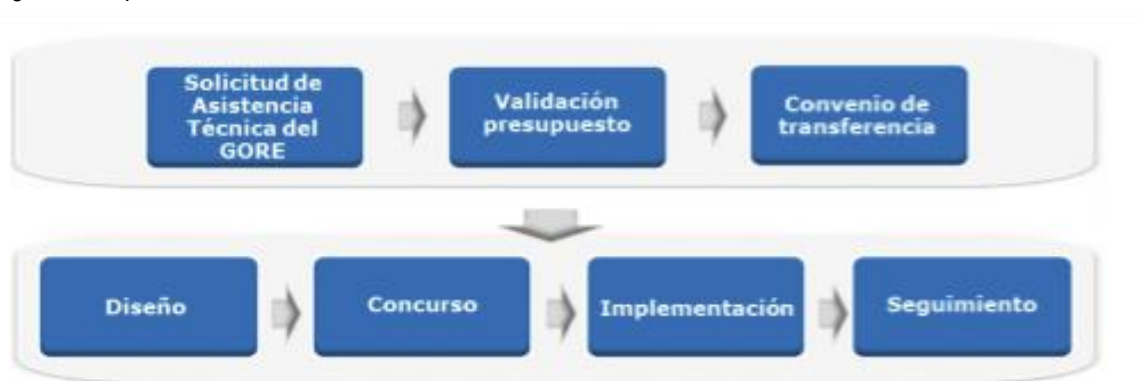 Solicitud de
Asistencia
Técnica del
GORE
Validación
presupuesto
Convenio de
transferencia
Diseño
Concurso
Implementación
Seguimiento